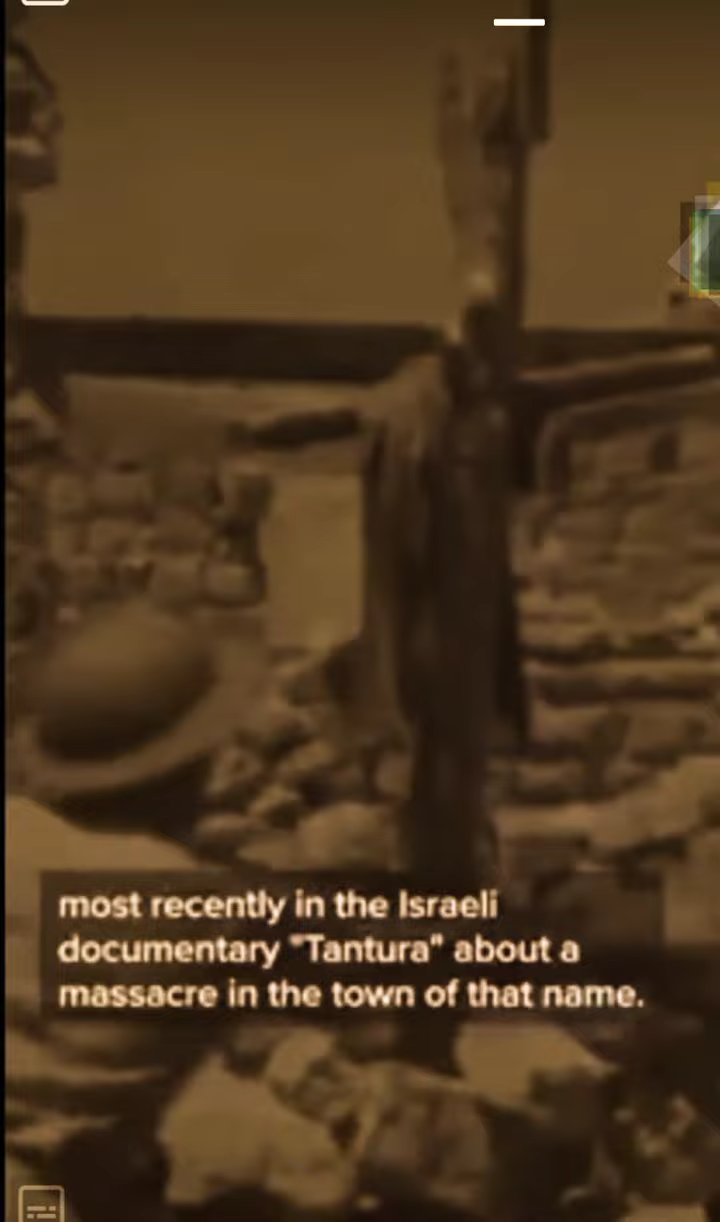 most recently in the Israeli
documentary "Tantura" about a
massacre in the town of that name.